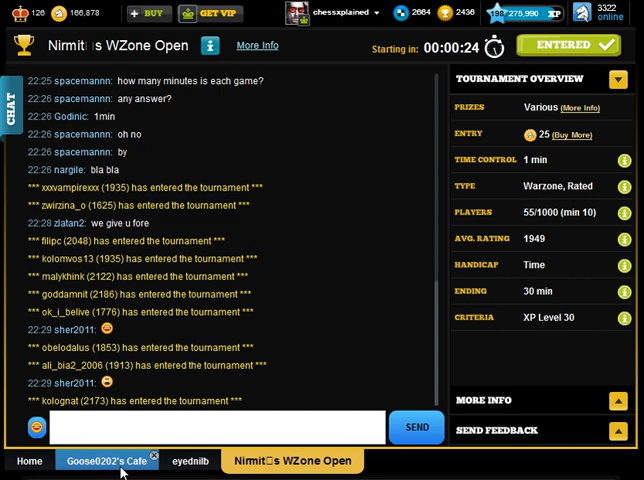 126 166,878 + BUY GET VIP chessxplained 2664 2436 198 275,990 XP 3322 online
Nirmit□s WZone Open i More Info Starting in: 00:00:24 ENTERED
CHAT
22:25 spacemannn: how many minutes is each game?
22:26 spacemannn: any answer?
22:26 Godinic: 1min
22:26 spacemannn: oh no
22:26 spacemannn: by
22:26 nargile: bla bla
*** xxxvampirexxx (1935) has entered the tournament ***
*** zwirzina_o (1625) has entered the tournament ***
22:28 zlatan2: we give u fore
*** filipc (2048) has entered the tournament ***
*** kolomvos13 (1935) has entered the tournament ***
*** malykhink (2122) has entered the tournament ***
*** goddamnit (2186) has entered the tournament ***
*** ok_i_belive (1776) has entered the tournament ***
22:29 sher2011:
*** obelodalus (1853) has entered the tournament ***
*** ali_bia2_2006 (1913) has entered the tournament ***
22:29 sher2011:
*** kolognat (2173) has entered the tournament ***
SEND
TOURNAMENT OVERVIEW
PRIZES Various (More Info)
ENTRY 25 (Buy More)
TIME CONTROL 1 min
TYPE Warzone, Rated
PLAYERS 55/1000 (min 10)
AVG. RATING 1949
HANDICAP Time
ENDING 30 min
CRITERIA XP Level 30
MORE INFO
SEND FEEDBACK
Home Goose0202's Cafe eyednilb Nirmit□s WZone Open